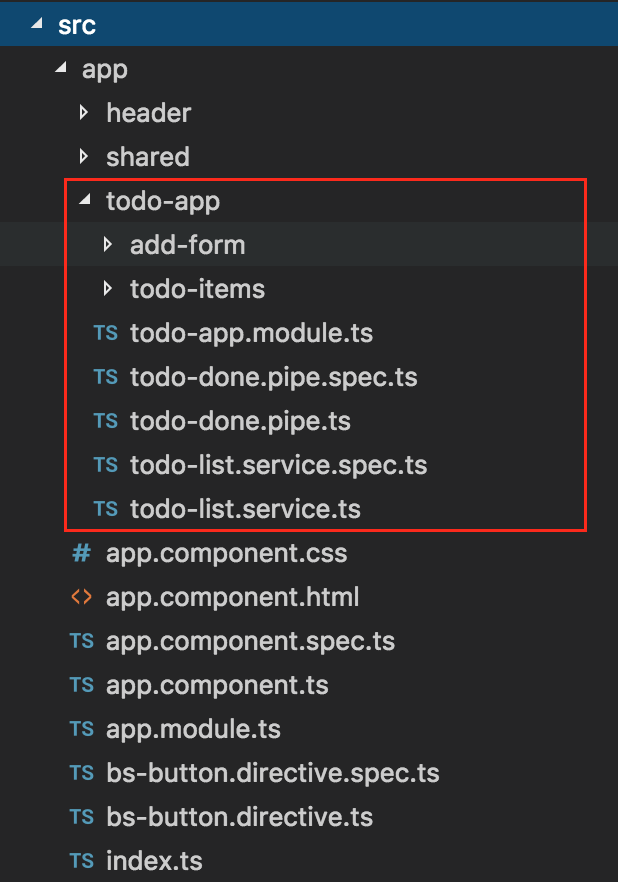 src
app
header
shared
todo-app
add-form
todo-items
TS todo-app.module.ts
TS todo-done.pipe.spec.ts
TS todo-done.pipe.ts
TS todo-list.service.spec.ts
TS todo-list.service.ts
# app.component.css
<> app.component.html
TS app.component.spec.ts
TS app.component.ts
TS app.module.ts
TS bs-button.directive.spec.ts
TS bs-button.directive.ts
TS index.ts